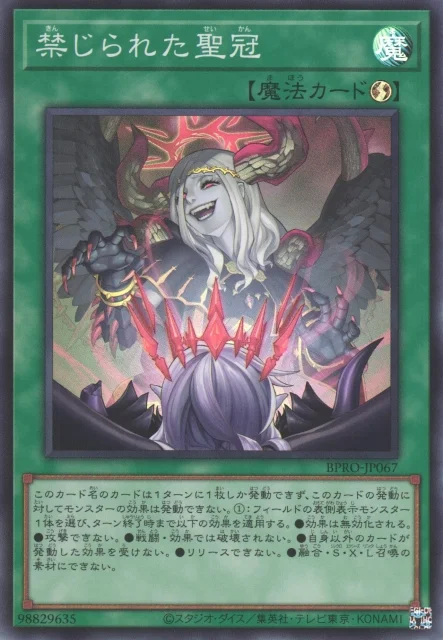 禁じられた聖冠
魔
【魔法カード】
BPRO-JP067
このカード名のカードは1ターンに1枚しか発動できず、このカードの発動に
対してモンスターの効果は発動できない。①:フィールドの表側表示モンスター
1体を選び、ターン終了時まで以下の効果を適用する。●効果は無効化される。
●攻撃できない。●戦闘・効果では破壊されない。●自身以外のカードが
発動した効果を受けない。●リリースできない。●融合・S・X・L召喚の
素材にできない。
98829635
©スタジオ・ダイス/集英社・テレビ東京・KONAMI